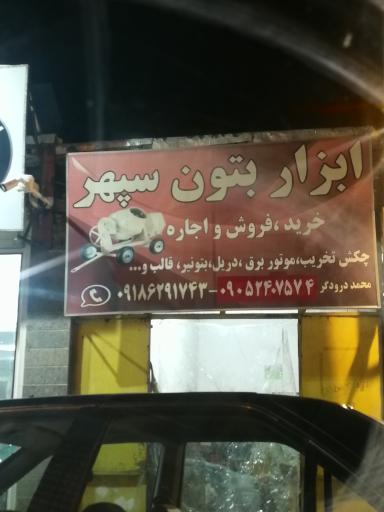 ابزار بتون سپهر
خرید ،فروش و اجاره
چکش تخریب،موتور برق ،دریل،بتونیر، قالب و...
محمد درودگر ۰۹۰۵۲۴۰۷۵۷۴-۰۹۱۸۶۲۹۱۷۴۳